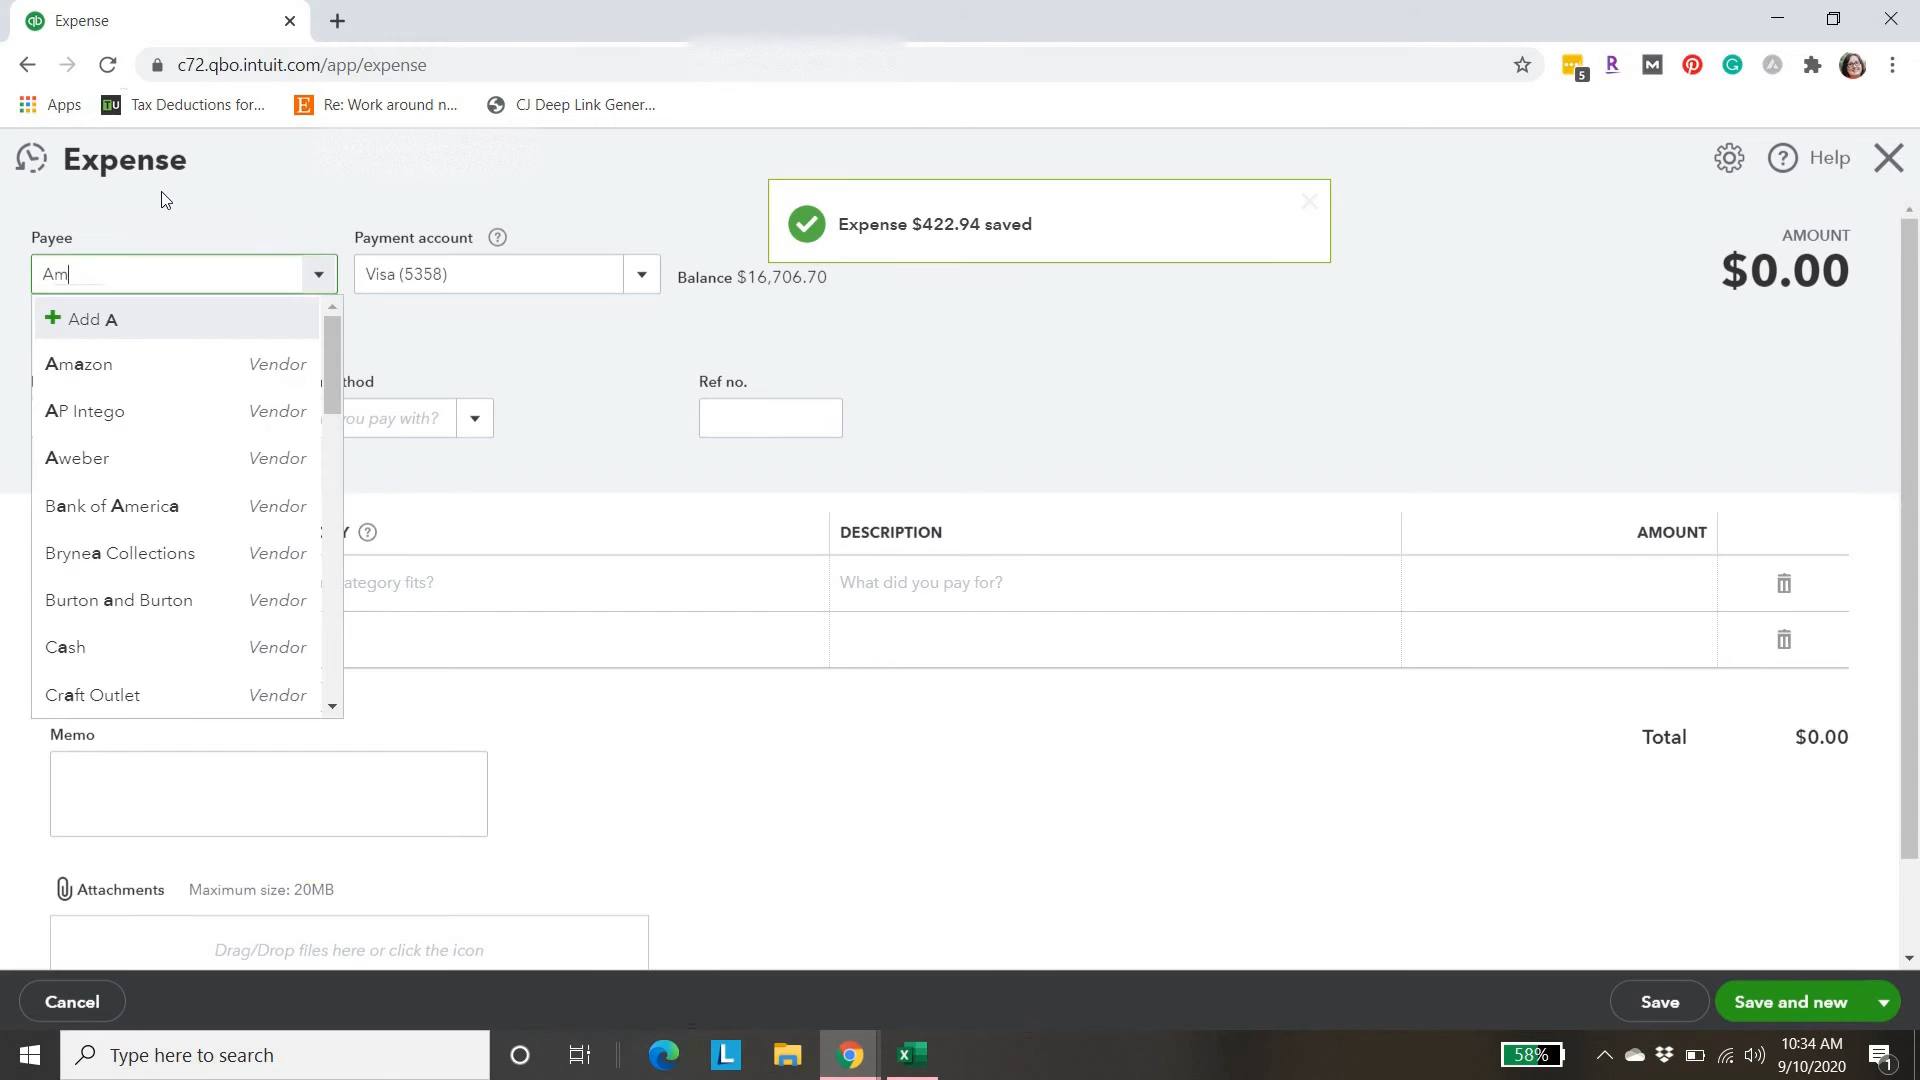 Expense
c72.qbo.intuit.com/app/expense
5
R
M
G
A
Apps
TU
Tax Deductions for...
E
Re: Work around n...
CJ Deep Link Gener...
Expense
? Help
Expense $422.94 saved
Payee
Payment account ?
AMOUNT
Am
Visa (5358)
Balance $16,706.70
$0.00
Add A
Amazon Vendor
thod
Ref no.
AP Intego Vendor
you pay with?
Aweber Vendor
Bank of America Vendor
Y ?
DESCRIPTION
AMOUNT
Brynea Collections Vendor
ategory fits?
What did you pay for?
Burton and Burton Vendor
Cash Vendor
Craft Outlet Vendor
Memo
Total $0.00
Attachments Maximum size: 20MB
Drag/Drop files here or click the icon
Cancel
Save
Save and new
Type here to search
L
58%
10:34 AM
9/10/2020
1